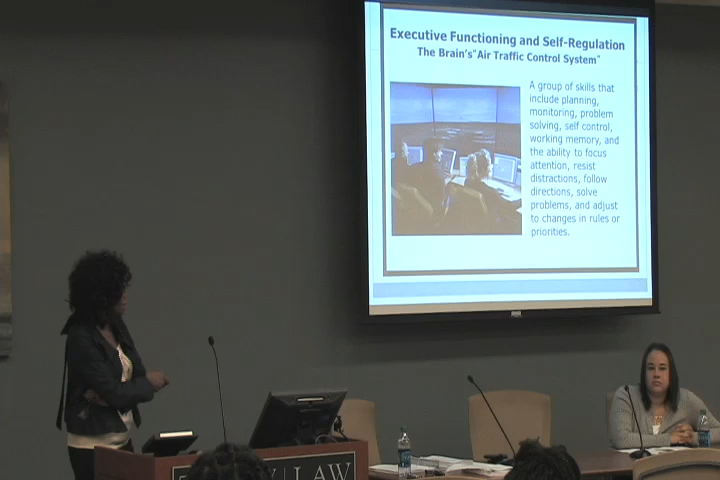 Executive Functioning and Self-Regulation
The Brain's"Air Traffic Control System"
A group of skills that
include planning,
monitoring, problem
solving, self control,
working memory, and
the ability to focus
attention, resist
distractions, follow
directions, solve
problems, and adjust
to changes in rules or
priorities.
LAW